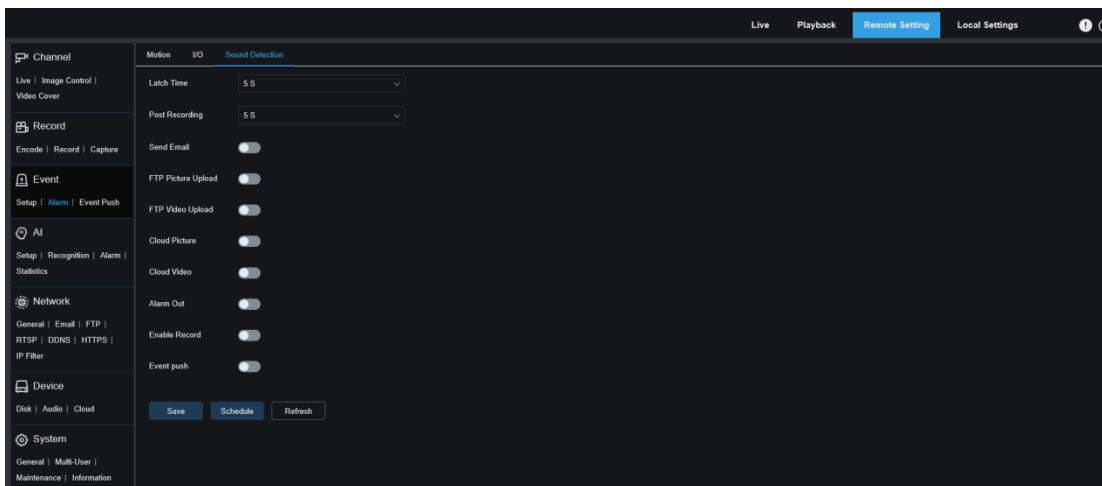 Live Playback Remote Setting Local Settings
Channel
Live | Image Control |
Video Cover
Record
Encode | Record | Capture
Event
Setup | Alarm | Event Push
AI
Setup | Recognition | Alarm |
Statistics
Network
General | Email | FTP |
RTSP | DDNS | HTTPS |
IP Filter
Device
Disk | Audio | Cloud
System
General | Multi-User |
Maintenance | Information
Motion I/O Sound Detection
Latch Time 5 S
Post Recording 5 S
Send Email
FTP Picture Upload
FTP Video Upload
Cloud Picture
Cloud Video
Alarm Out
Enable Record
Event push
Save Schedule Refresh